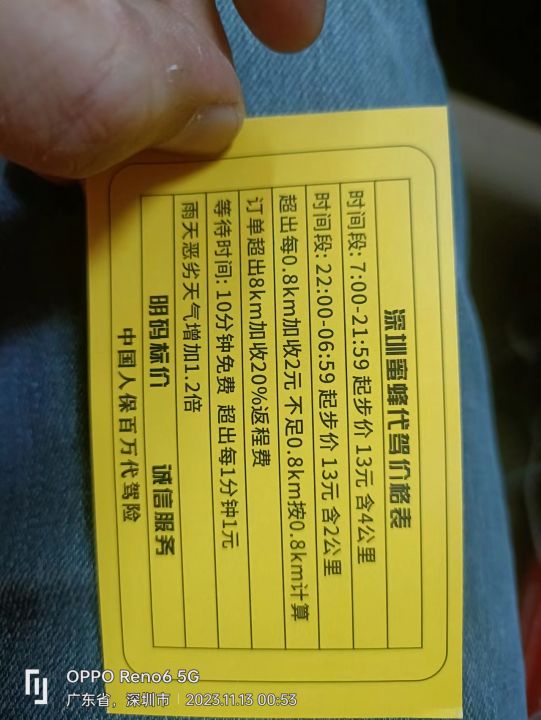 深圳蜜蜂代驾价格表
时间段: 7:00-21:59 起步价 13元 含4公里
时间段: 22:00-06:59 起步价 13元 含2公里
超出每0.8km加收2元 不足0.8km按0.8km计算
订单超出8km加收20%返程费
等待时间: 10分钟免费 超出每1分钟1元
雨天恶劣天气增加1.2倍
明码标价 诚信服务
中国人保百万代驾险
OPPO Reno6 5G
广东省，深圳市 | 2023.11.13 00:53